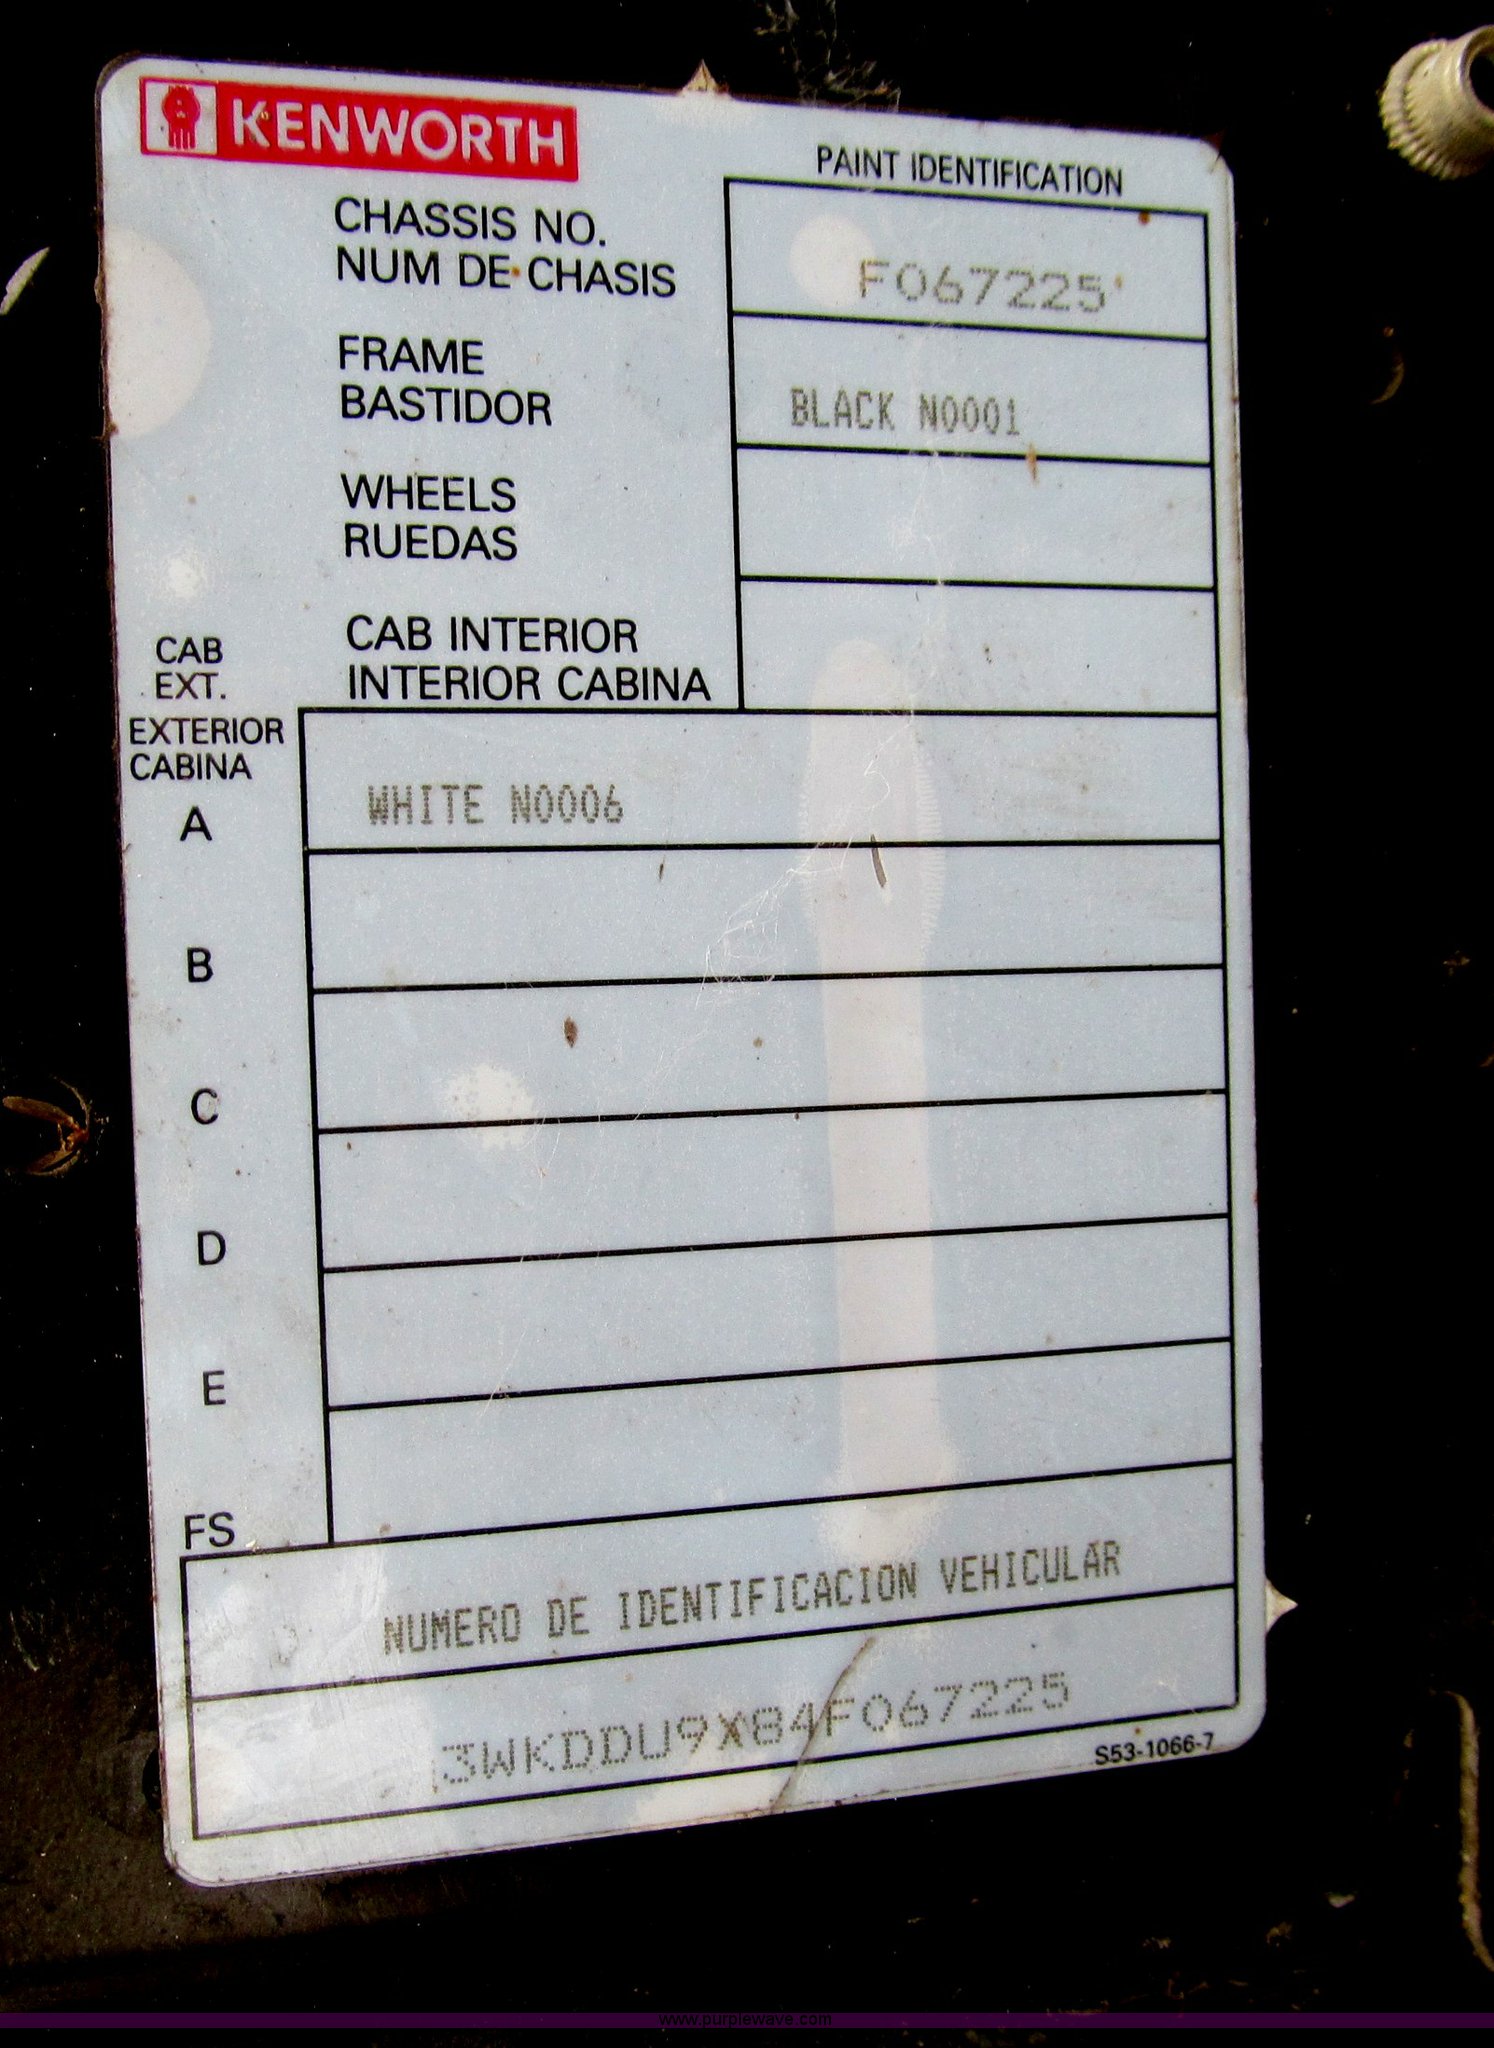 KENWORTH
PAINT IDENTIFICATION
CHASSIS NO.
NUM DE CHASIS
F067225
FRAME
BASTIDOR
BLACK N0001
WHEELS
RUEDAS
CAB INTERIOR
INTERIOR CABINA
CAB
EXT.
EXTERIOR
CABINA
A
WHITE N0006
B
C
D
E
FS
NUMERO DE IDENTIFICACION VEHICULAR
3WKDDU9X84F067225
S53-1066-7
www.purplewave.com